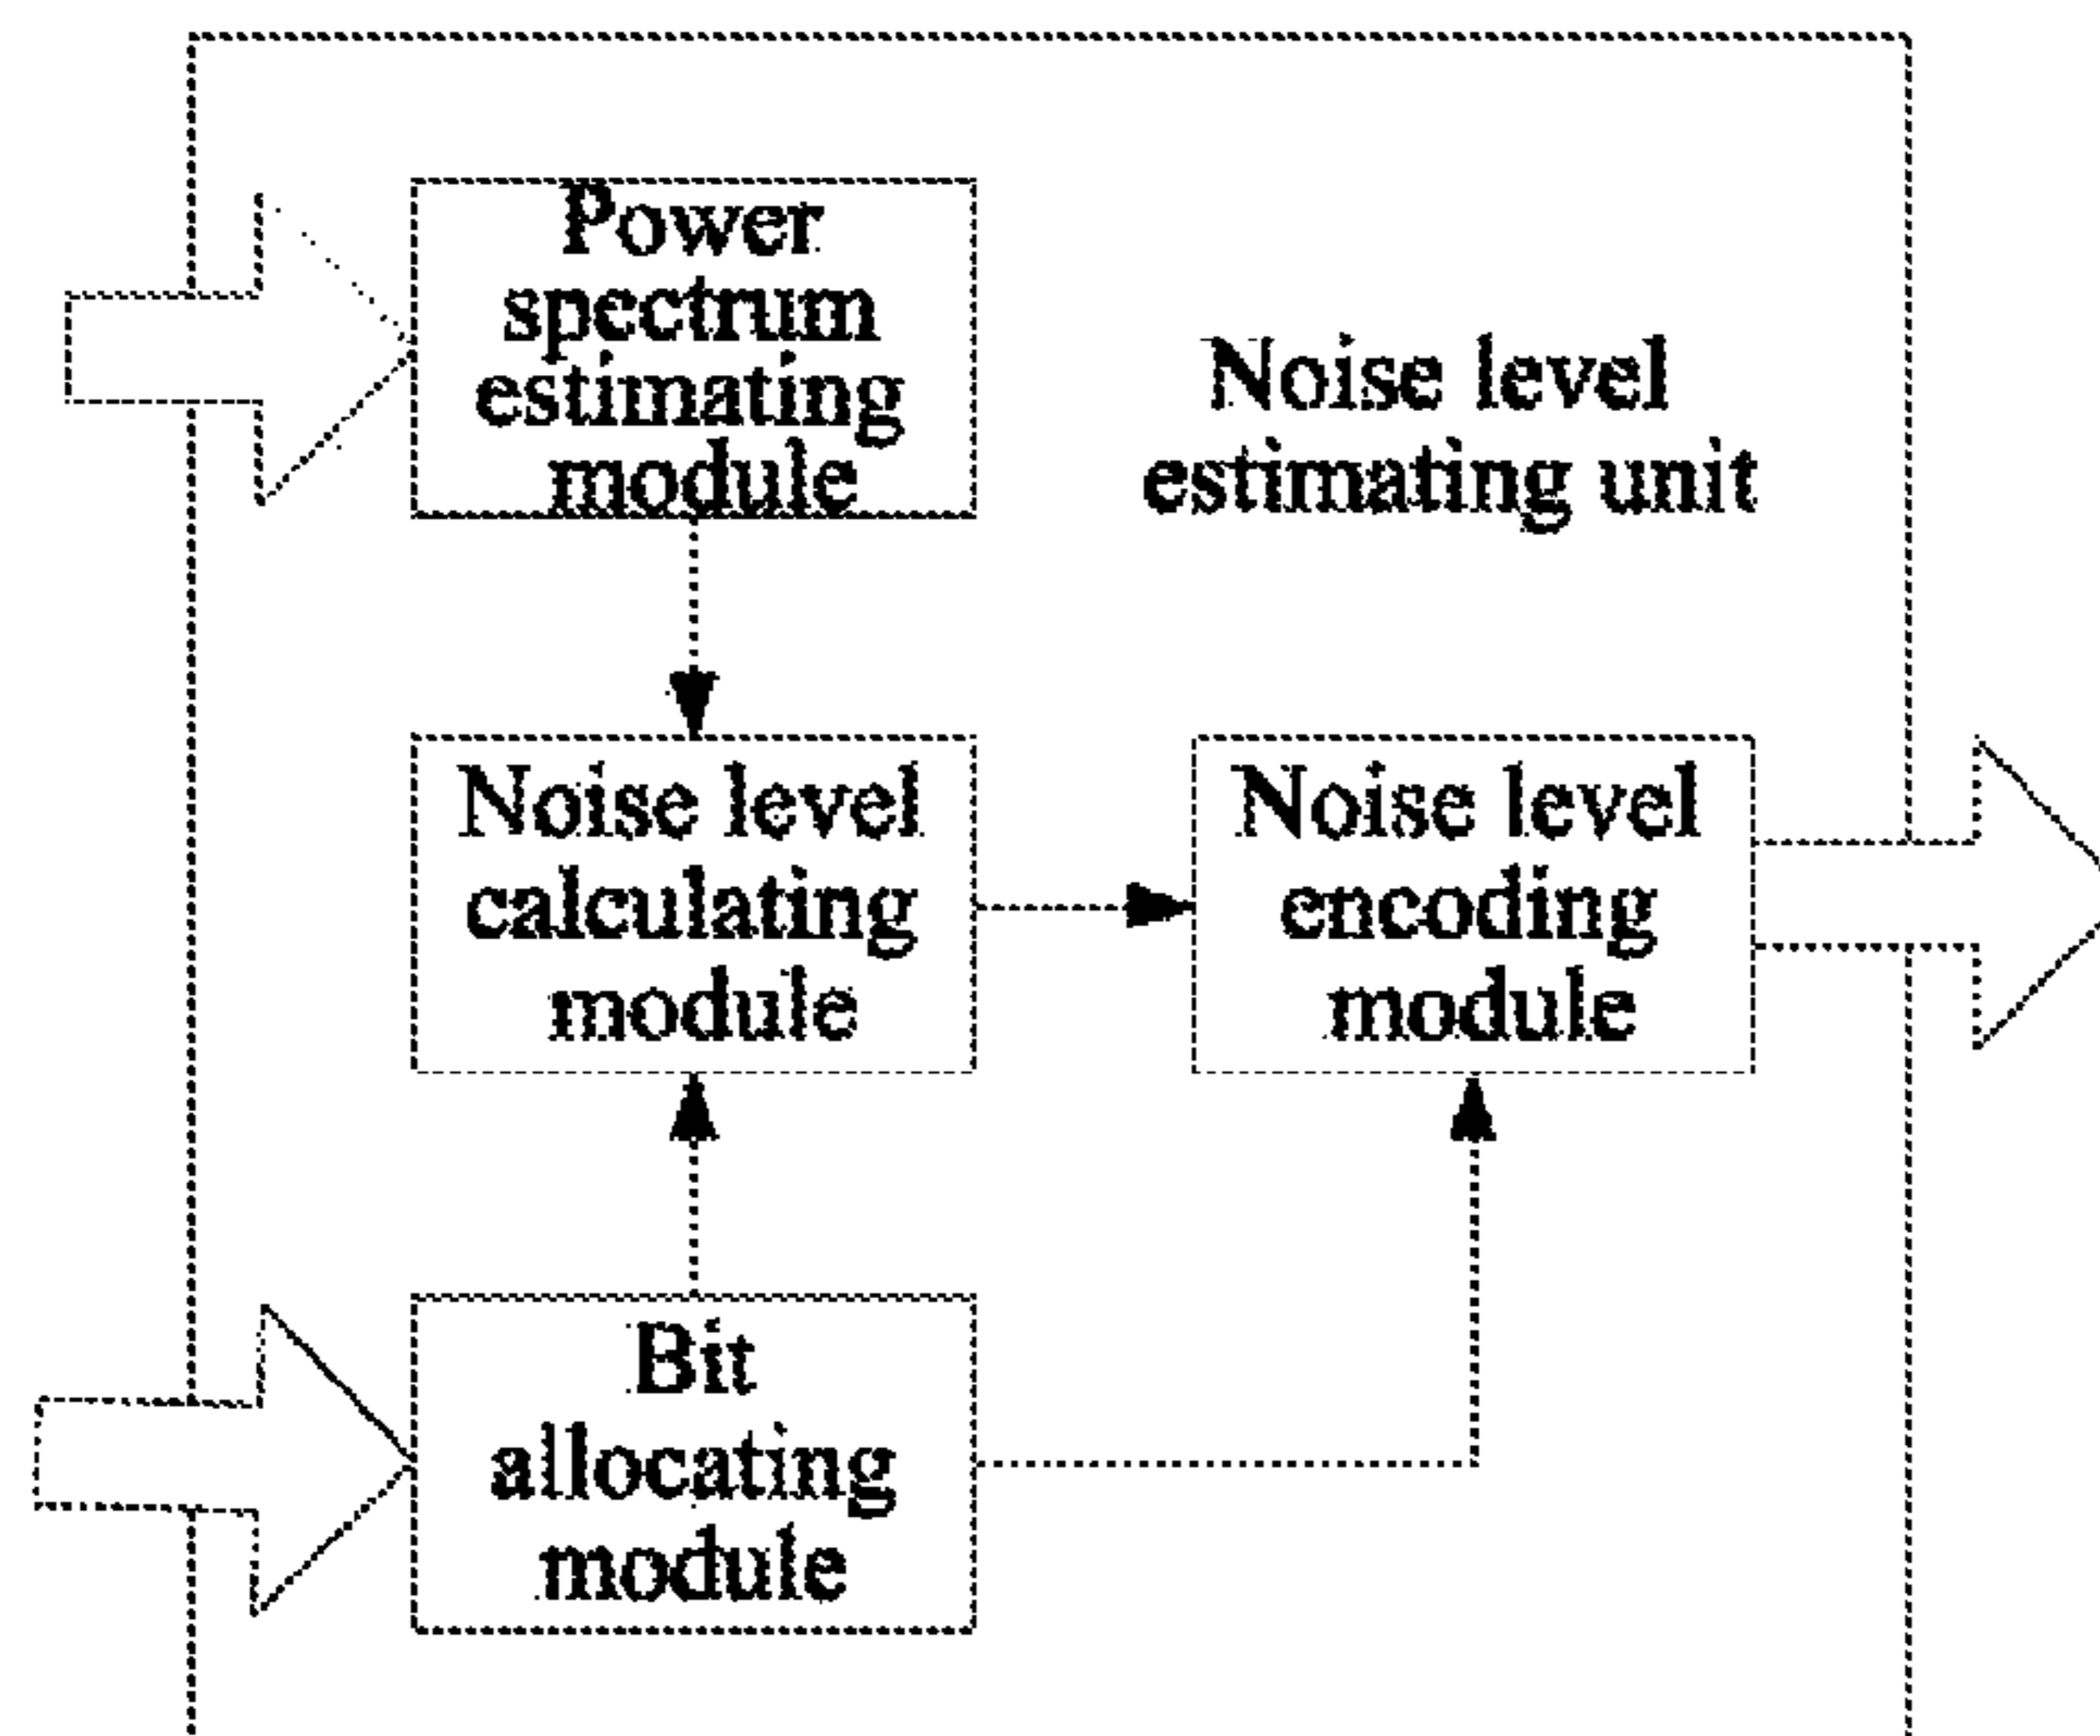 Power
spectrum
estimating
module
Noise level
estimating unit
Noise level
calculating
module
Noise level
encoding
module
Bit
allocating
module